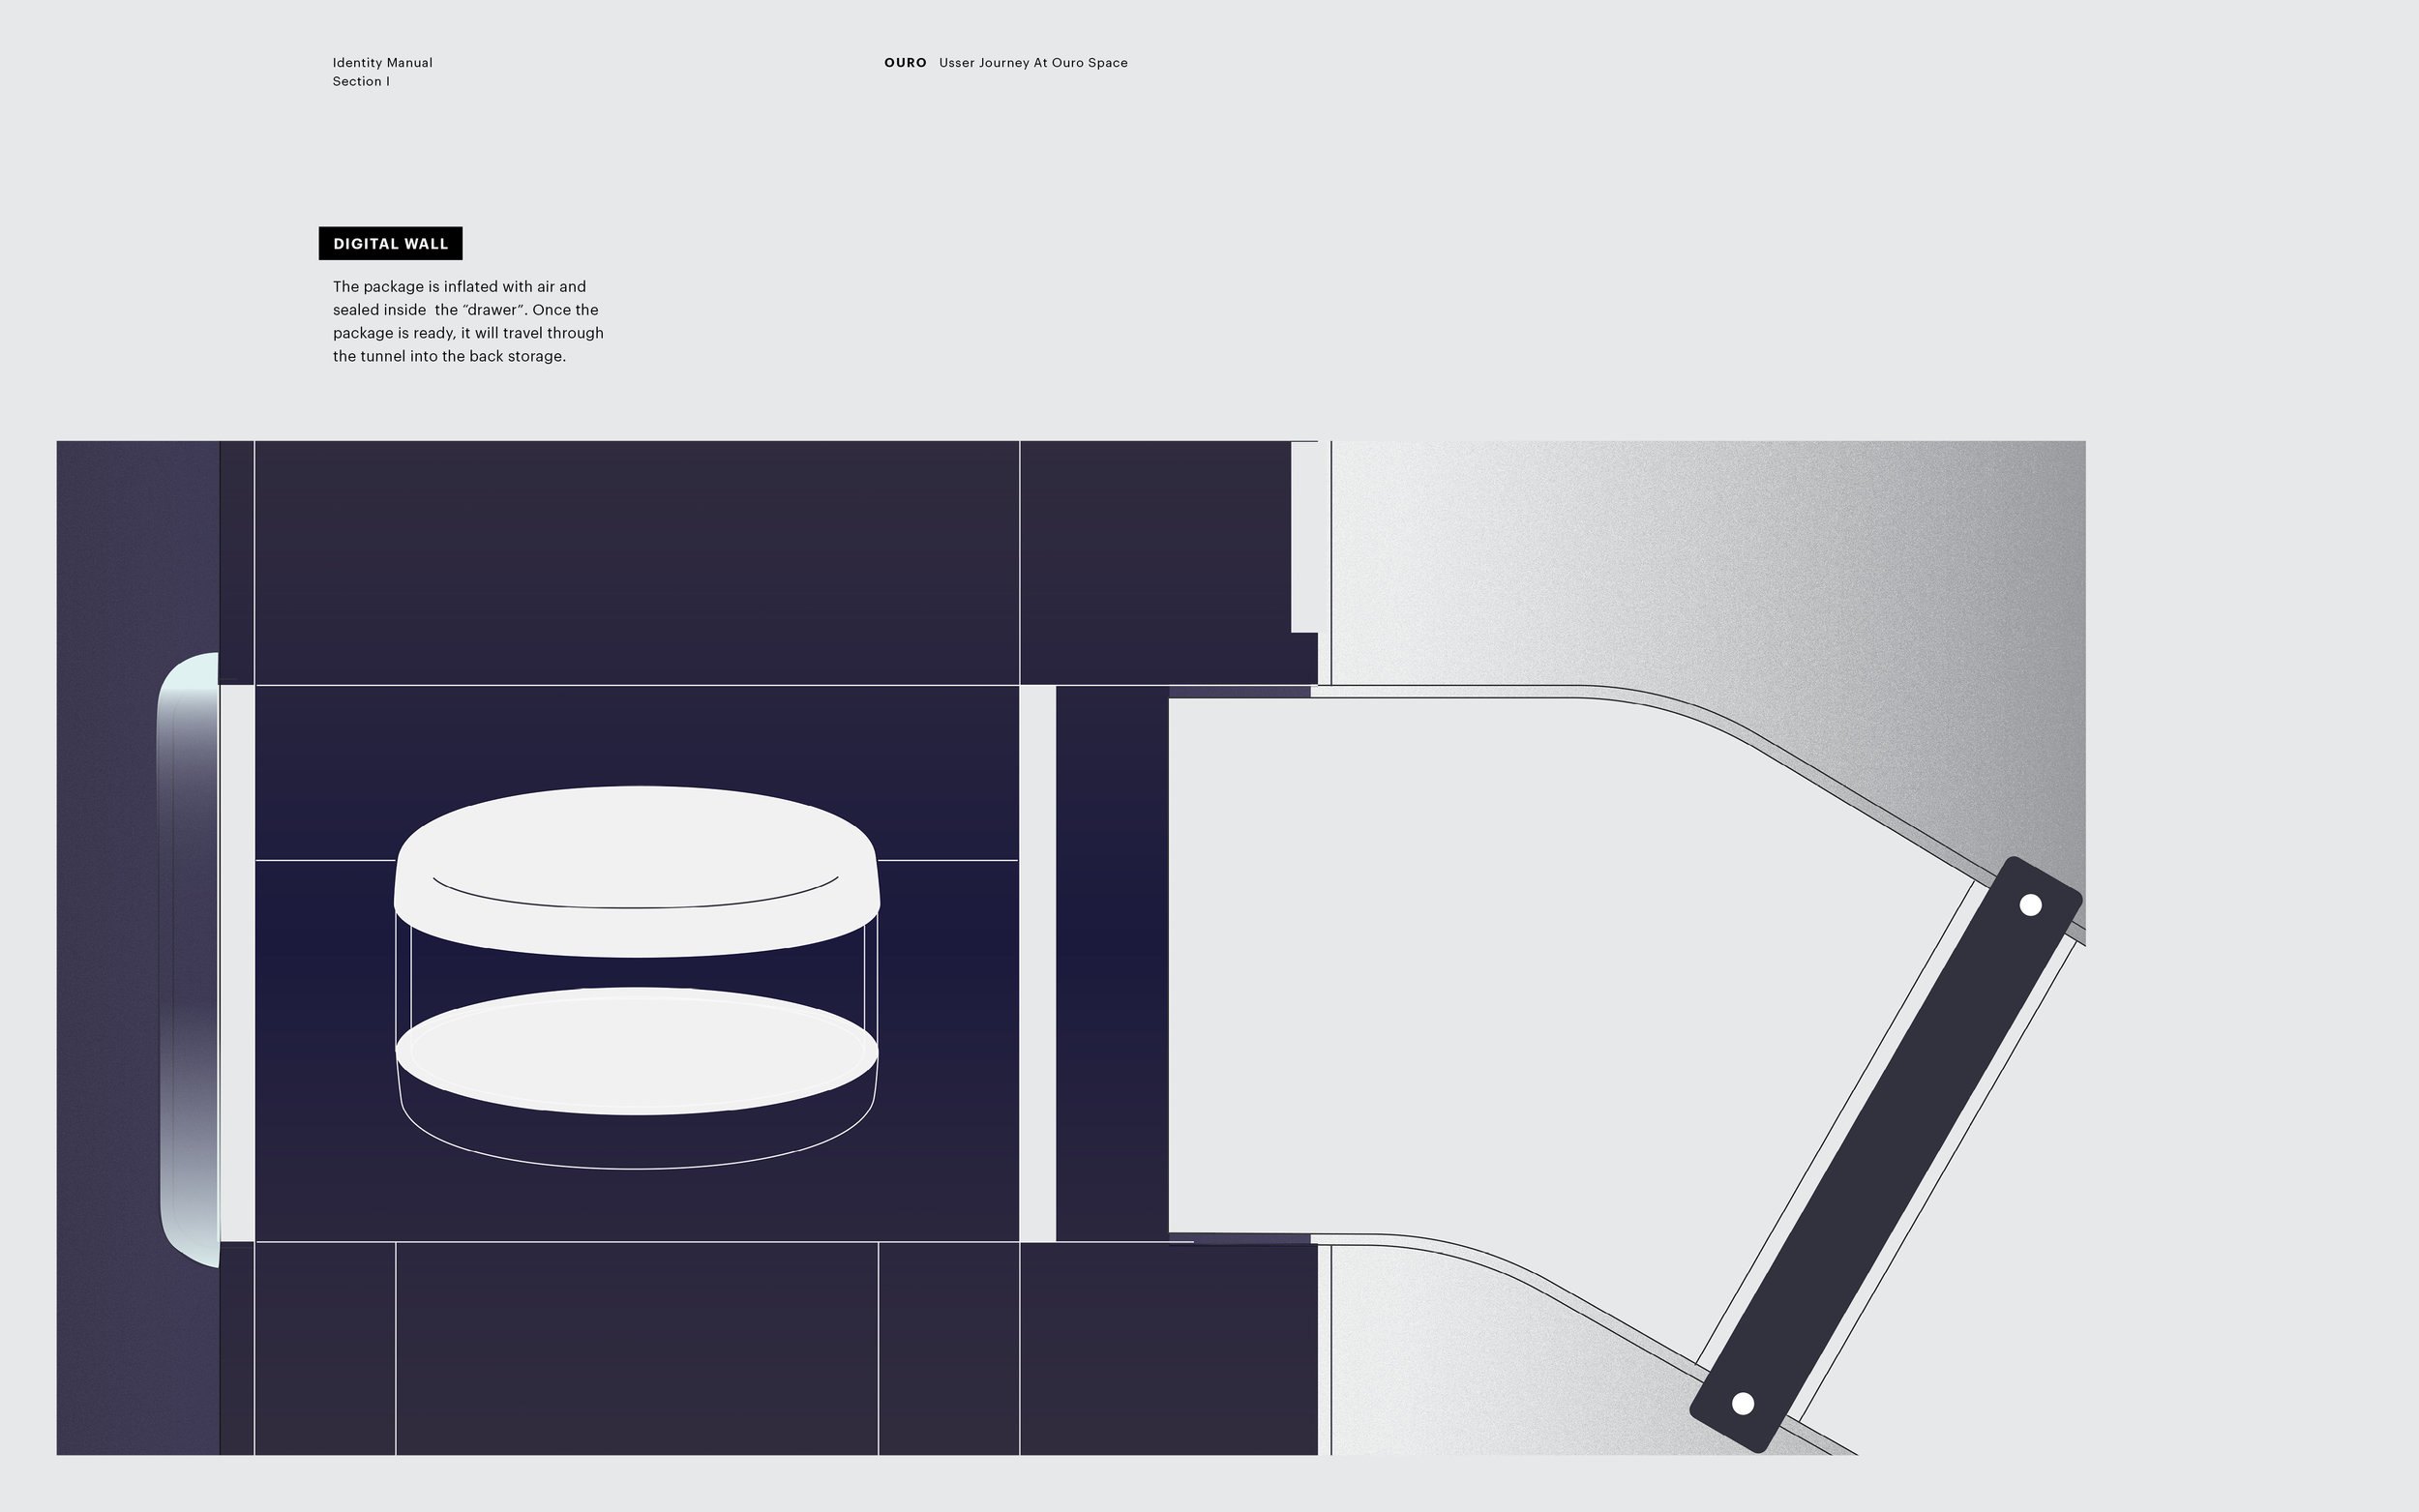 Identity Manual
Section I
OURO Usser Journey At Ouro Space
DIGITAL WALL
The package is inflated with air and
sealed inside  the “drawer”. Once the
package is ready, it will travel through
the tunnel into the back storage.